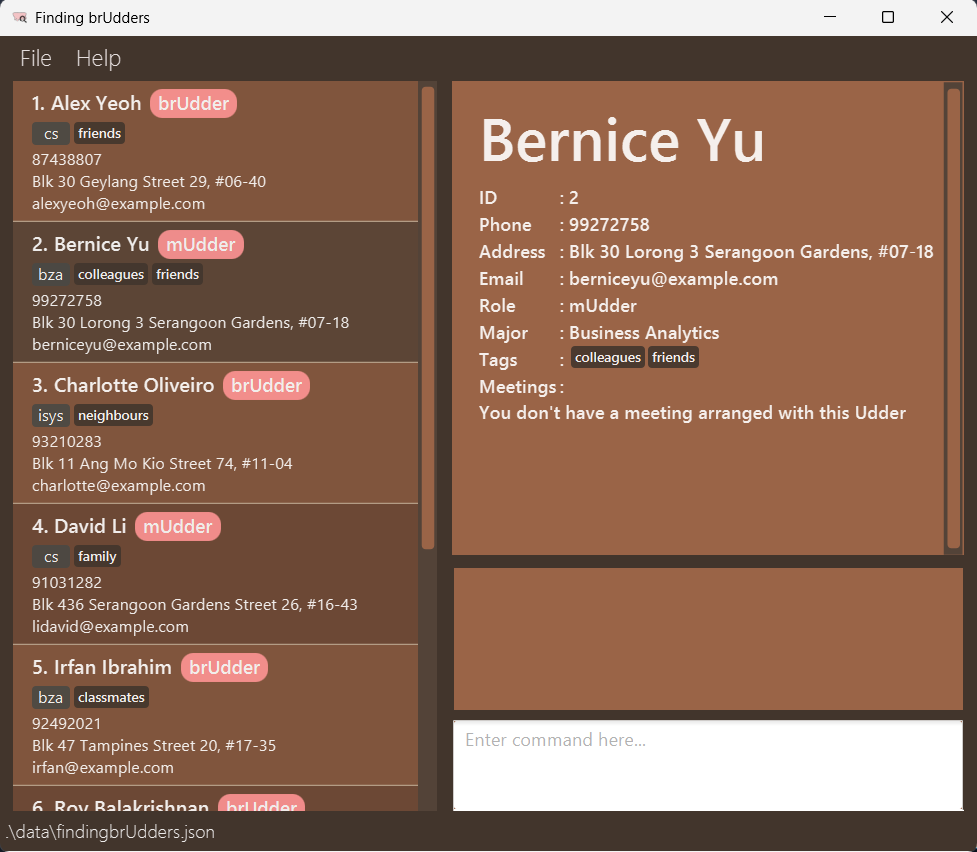 Finding brUdders
File Help
1. Alex Yeoh brUdder
cs friends
87438807
Blk 30 Geylang Street 29, #06-40
alexyeoh@example.com
2. Bernice Yu mUdder
bza colleagues friends
99272758
Blk 30 Lorong 3 Serangoon Gardens, #07-18
berniceyu@example.com
3. Charlotte Oliveiro brUdder
isys neighbours
93210283
Blk 11 Ang Mo Kio Street 74, #11-04
charlotte@example.com
4. David Li mUdder
cs family
91031282
Blk 436 Serangoon Gardens Street 26, #16-43
lidavid@example.com
5. Irfan Ibrahim brUdder
bza classmates
92492021
Blk 47 Tampines Street 20, #17-35
irfan@example.com
6. Roy Balakrishnan brUdder
Bernice Yu
ID : 2
Phone : 99272758
Address : Blk 30 Lorong 3 Serangoon Gardens, #07-18
Email : berniceyu@example.com
Role : mUdder
Major : Business Analytics
Tags : colleagues friends
Meetings :
You don't have a meeting arranged with this Udder
Enter command here...
.\data\findingbrUdders.json